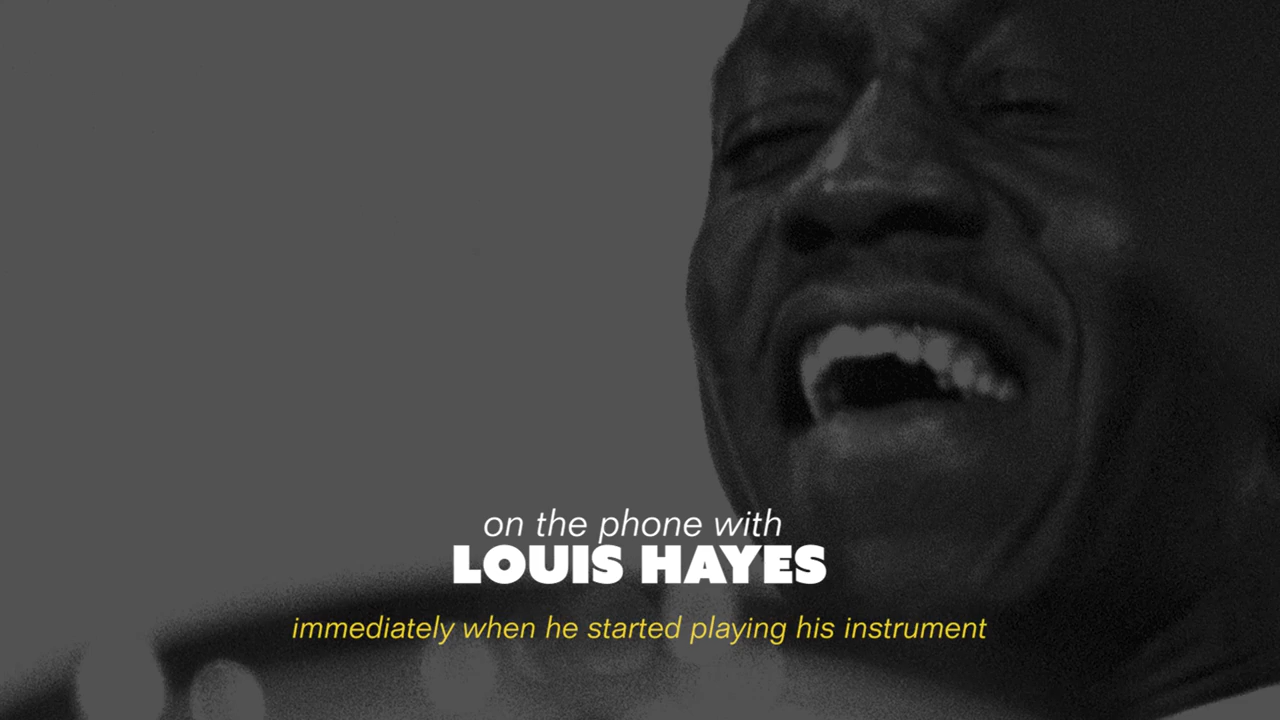 on the phone with
LOUIS HAYES
immediately when he started playing his instrument